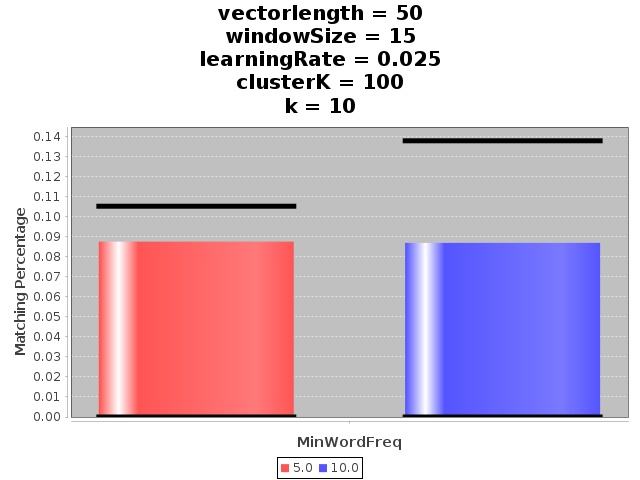 vectorlength = 50
windowSize = 15
learningRate = 0.025
clusterK = 100
k = 10
0.14
0.13
0.12
0.11
0.10
0.09
0.08
0.07
0.06
0.05
0.04
0.03
0.02
0.01
0.00
Matching Percentage
MinWordFreq
5.0 10.0